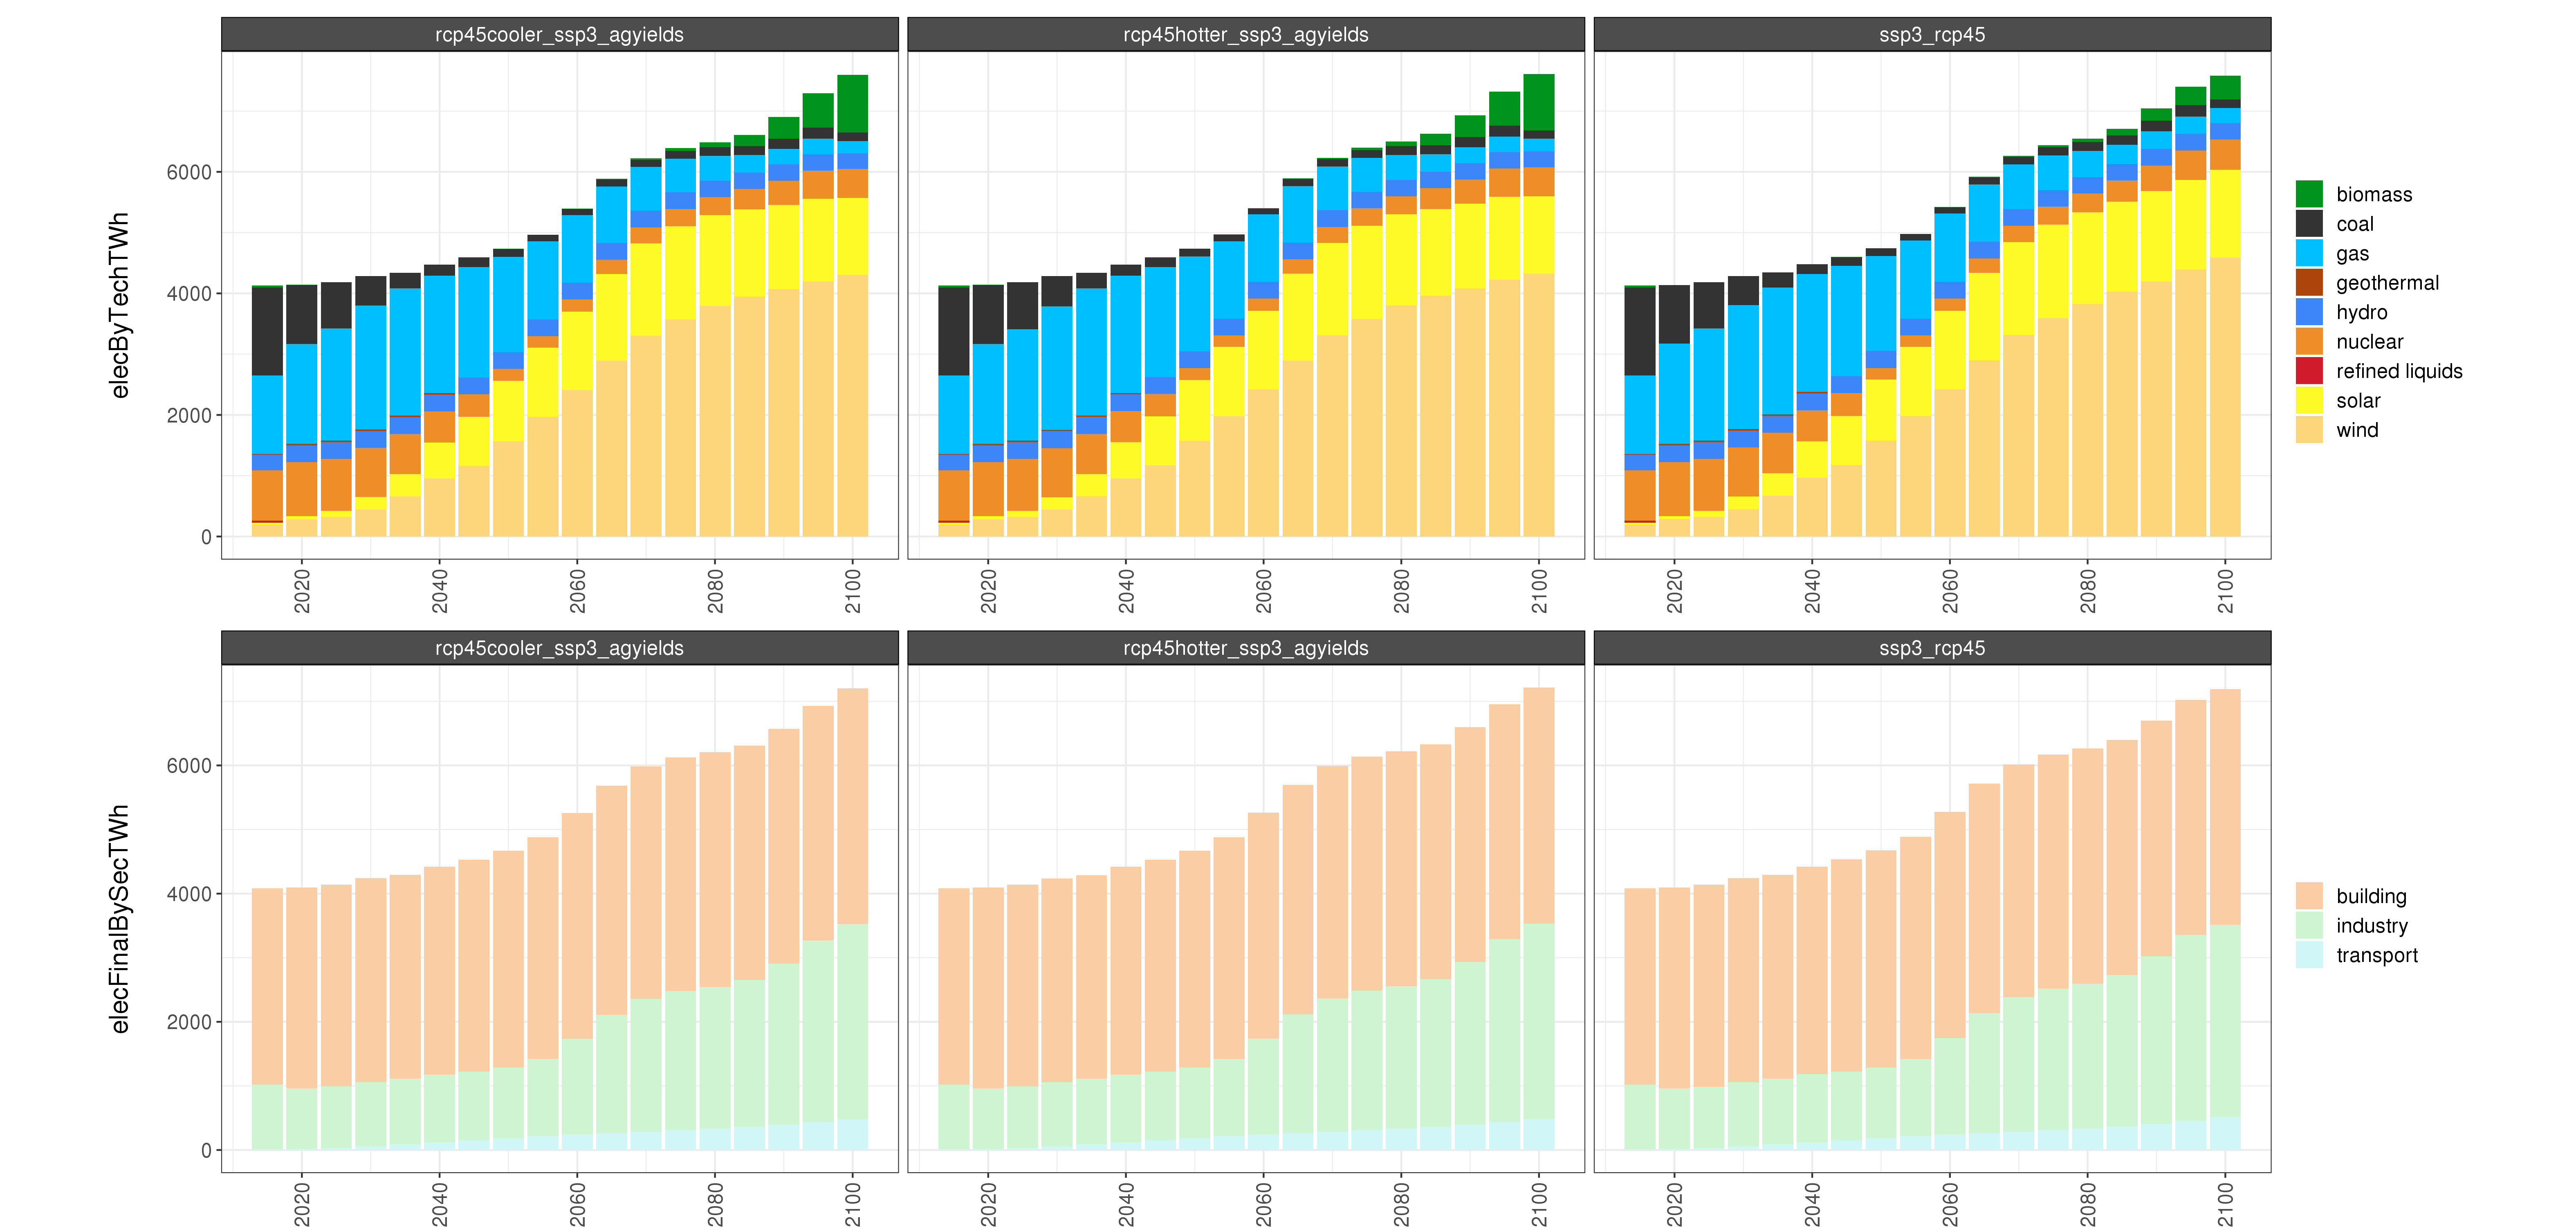 rcp45cooler_ssp3_agyields
rcp45hotter_ssp3_agyields
ssp3_rcp45
elecByTechTWh
6000
4000
2000
0
2020
2040
2060
2080
2100
2020
2040
2060
2080
2100
2020
2040
2060
2080
2100
biomass
coal
gas
geothermal
hydro
nuclear
refined liquids
solar
wind
rcp45cooler_ssp3_agyields
rcp45hotter_ssp3_agyields
ssp3_rcp45
elecFinalBySecTWh
6000
4000
2000
0
2020
2040
2060
2080
2100
2020
2040
2060
2080
2100
2020
2040
2060
2080
2100
building
industry
transport